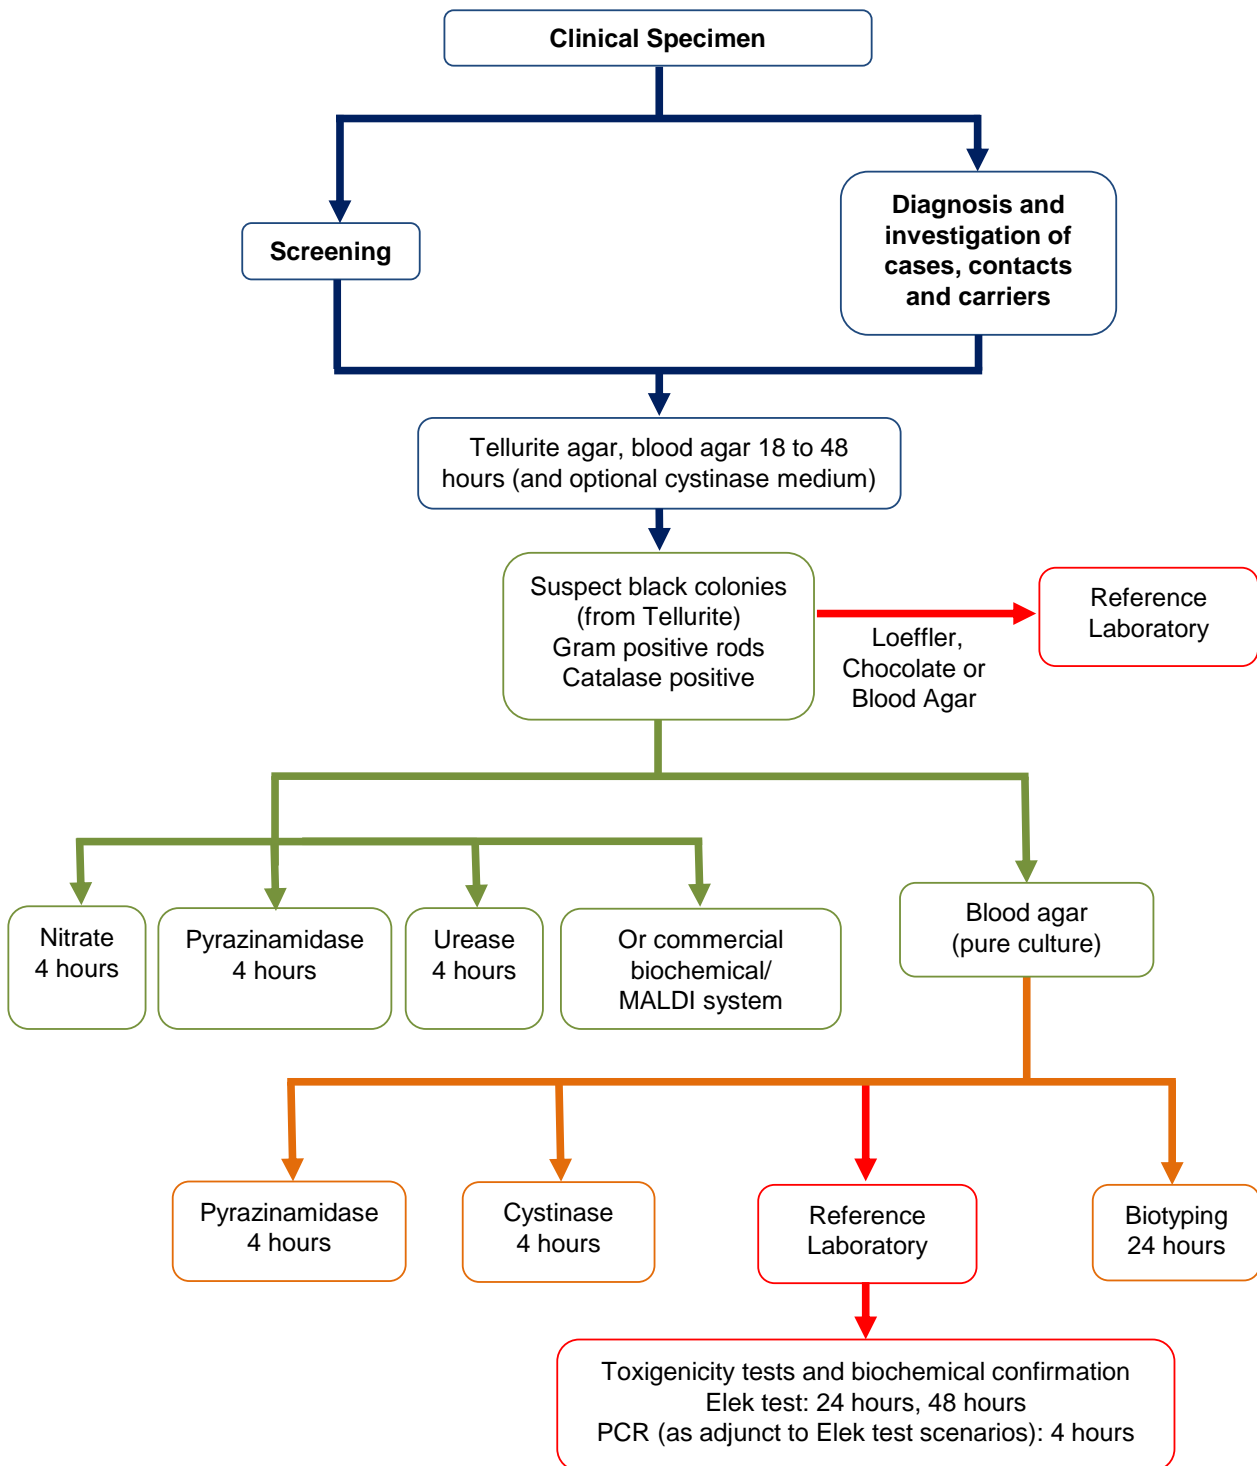 Clinical Specimen
Screening
Diagnosis and
investigation of
cases, contacts
and carriers
Tellurite agar, blood agar 18 to 48
hours (and optional cystinase medium)
Suspect black colonies
(from Tellurite)
Gram positive rods
Catalase positive
Loeffler,
Chocolate or
Blood Agar
Reference
Laboratory
Nitrate
4 hours
Pyrazinamidase
4 hours
Urease
4 hours
Or commercial
biochemical/
MALDI system
Blood agar
(pure culture)
Pyrazinamidase
4 hours
Cystinase
4 hours
Reference
Laboratory
Biotyping
24 hours
Toxigenicity tests and biochemical confirmation
Elek test: 24 hours, 48 hours
PCR (as adjunct to Elek test scenarios): 4 hours